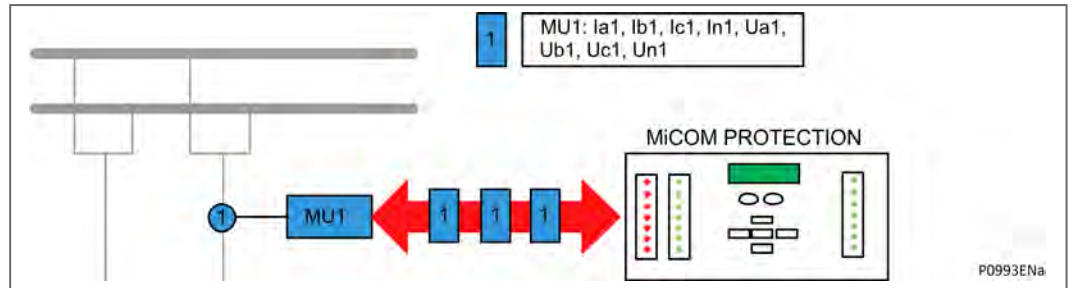 1
MU1: Ia1, Ib1, Ic1, In1, Ua1,
Ub1, Uc1, Un1
MiCOM PROTECTION
1
MU1
1
1
1
P0993ENa